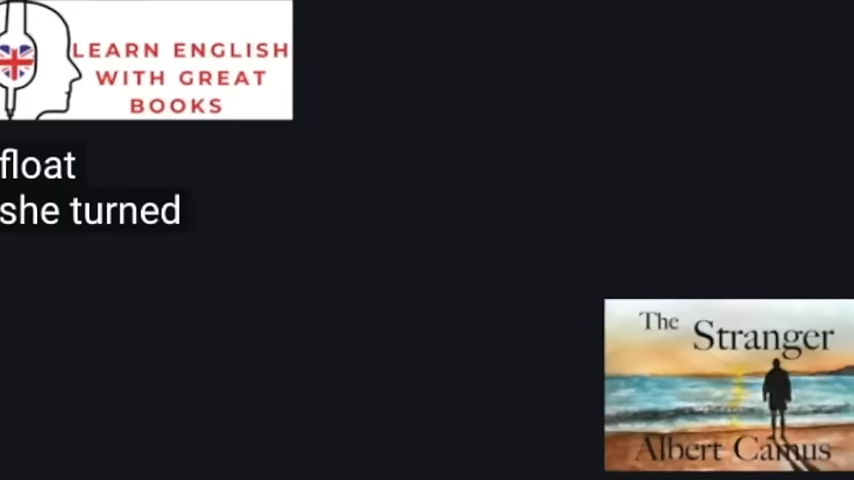 LEARN ENGLISH
WITH GREAT
BOOKS
float
she turned
The Stranger
Albert Camus